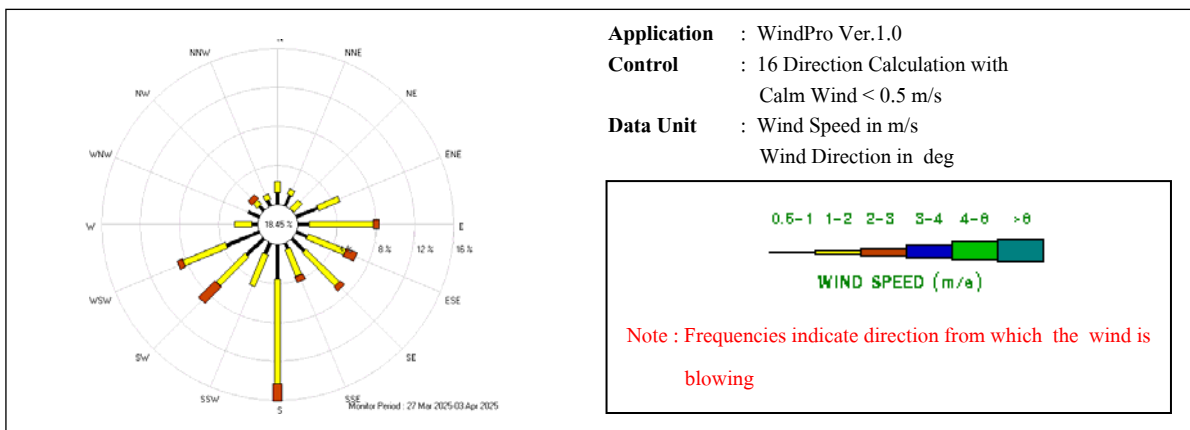 NNW
NNE
NW
NE
WNW
ENE
W
18.45 %
E
8 %
12 %
16 %
WSW
ESE
SW
SE
SSW
SSE
S
Monitor Period : 27 Mar 2025-03 Apr 2025
Application : WindPro Ver.1.0
Control : 16 Direction Calculation with
Calm Wind < 0.5 m/s
Data Unit : Wind Speed in m/s
Wind Direction in deg
0.5-1 1-2 2-3 3-4 4-6 >6
WIND SPEED (m/s)
Note : Frequencies indicate direction from which the wind is
blowing